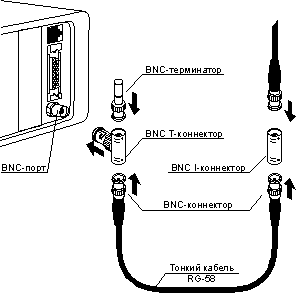 BNC-терминатор
BNC T-коннектор
BNC-порт
BNC I-коннектор
BNC-коннектор
Тонкий кабель
RG-58